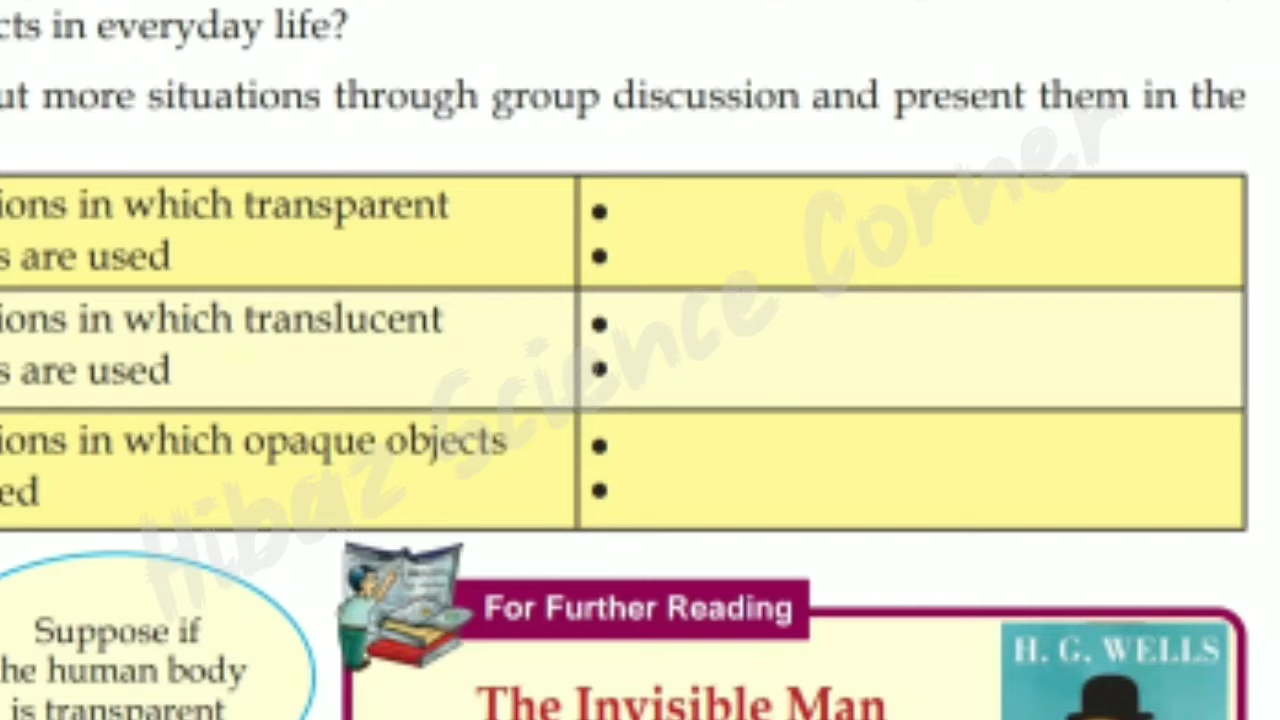 cts in everyday life?
ut more situations through group discussion and present them in the
ions in which transparent
s are used
•
•
ions in which translucent
s are used
•
•
ions in which opaque objects
ed
•
•
Hibaz Science Corner
Suppose if
he human body
is transparent
For Further Reading
The Invisible Man
H. G. WELLS